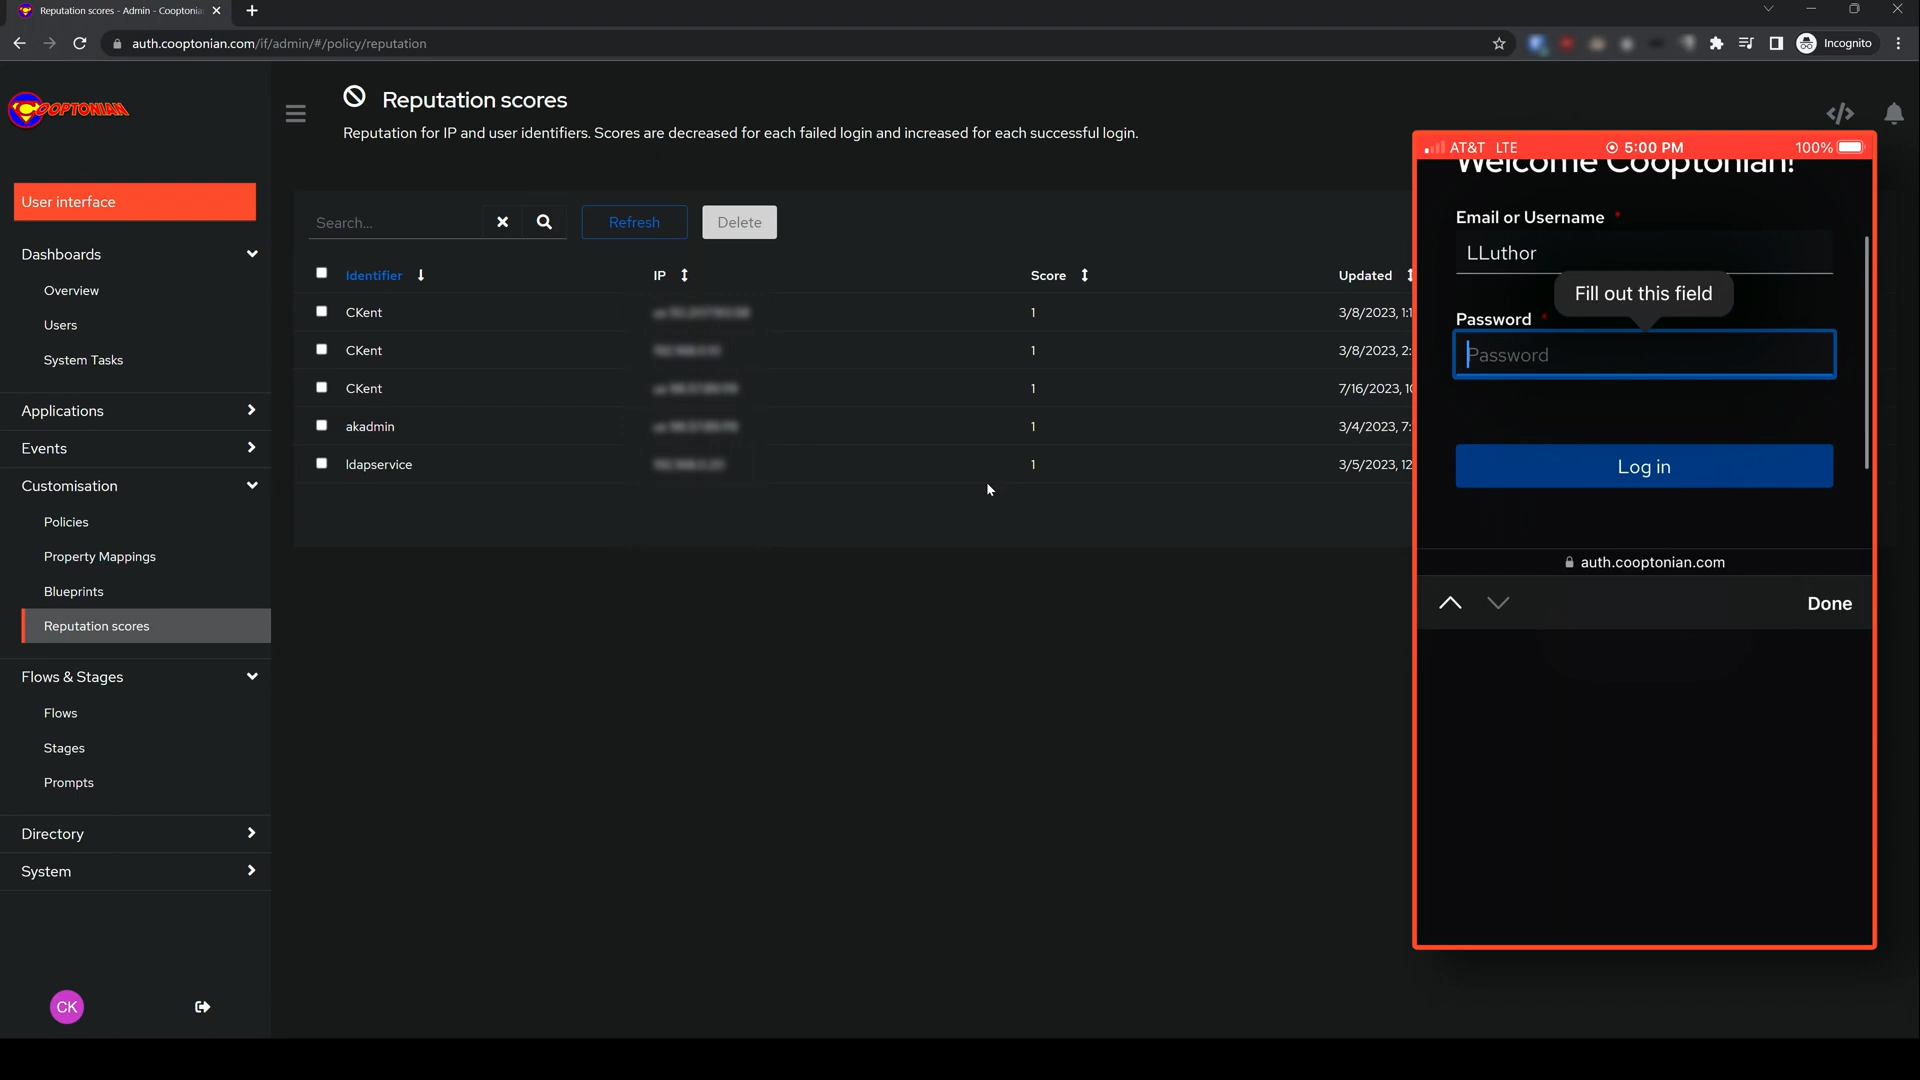 Reputation scores - Admin - Cooptonia
auth.cooptonian.com/if/admin/#/policy/reputation
Incognito
COOPTONIAN
User interface
Dashboards
Overview
Users
System Tasks
Applications
Events
Customisation
Policies
Property Mappings
Blueprints
Reputation scores
Flows & Stages
Flows
Stages
Prompts
Directory
System
CK
Reputation scores
Reputation for IP and user identifiers. Scores are decreased for each failed login and increased for each successful login.
Search...
Refresh
Delete
Identifier IP Score Updated
CKent 1 3/8/2023, 1:1
CKent 1 3/8/2023, 2:
CKent 1 7/16/2023, 1
akadmin 1 3/4/2023, 7:
ldapservice 1 3/5/2023, 12
AT&T LTE 5:00 PM 100%
Welcome Cooptonian!
Email or Username *
LLuthor
Fill out this field
Password *
Password
Log in
auth.cooptonian.com
Done